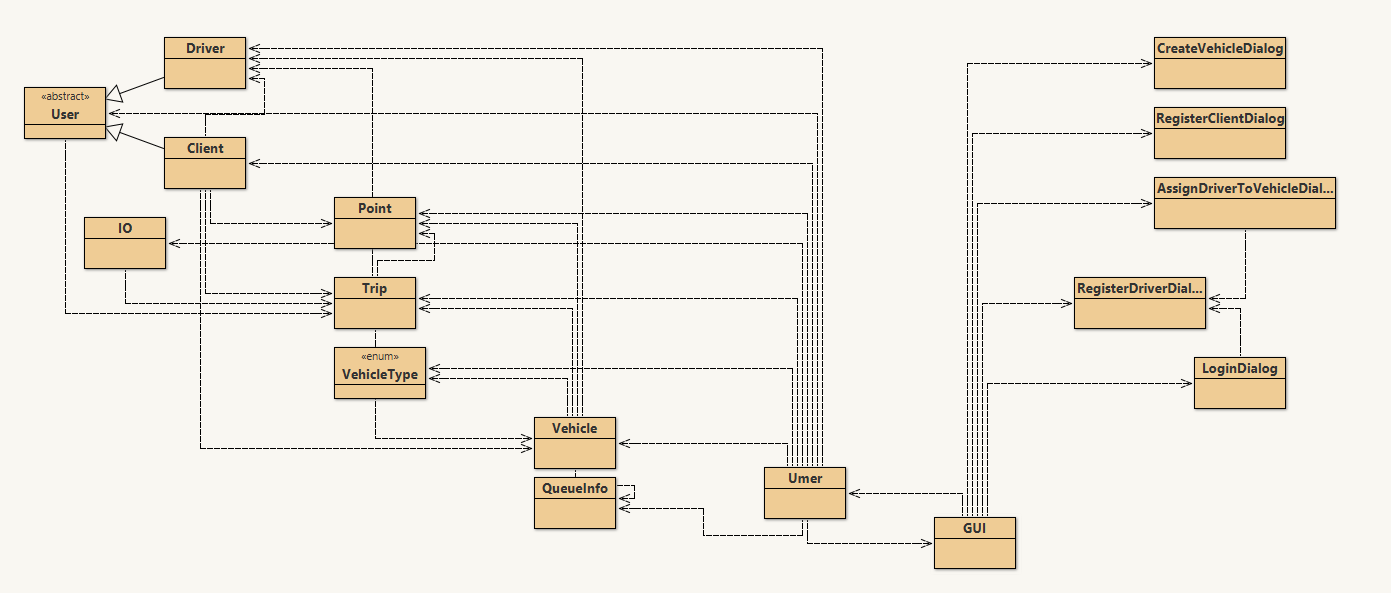 Driver
CreateVehicleDialog
«abstract»
User
RegisterClientDialog
Client
AssignDriverToVehicleDial...
Point
IO
Trip
RegisterDriverDial...
«enum»
VehicleType
LoginDialog
Vehicle
Umer
QueueInfo
GUI